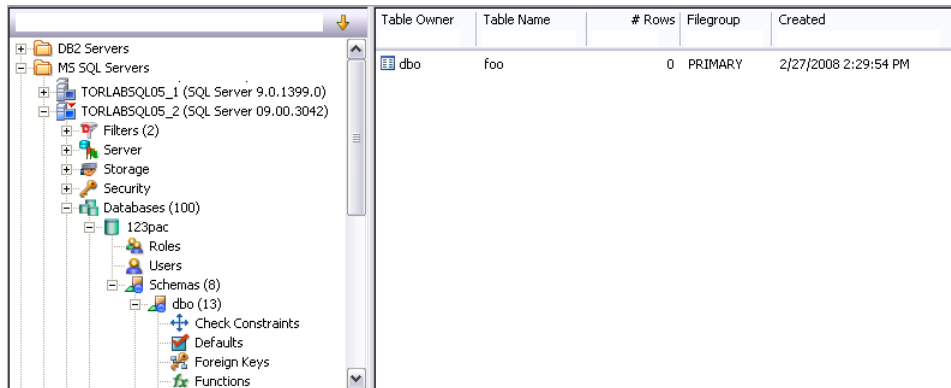 DB2 Servers
MS SQL Servers
TORLABSQL05_1 (SQL Server 9.0.1399.0)
TORLABSQL05_2 (SQL Server 09.00.3042)
Filters (2)
Server
Storage
Security
Databases (100)
123pac
Roles
Users
Schemas (8)
dbo (13)
Check Constraints
Defaults
Foreign Keys
Functions
Table Owner Table Name # Rows Filegroup Created
dbo foo 0 PRIMARY 2/27/2008 2:29:54 PM